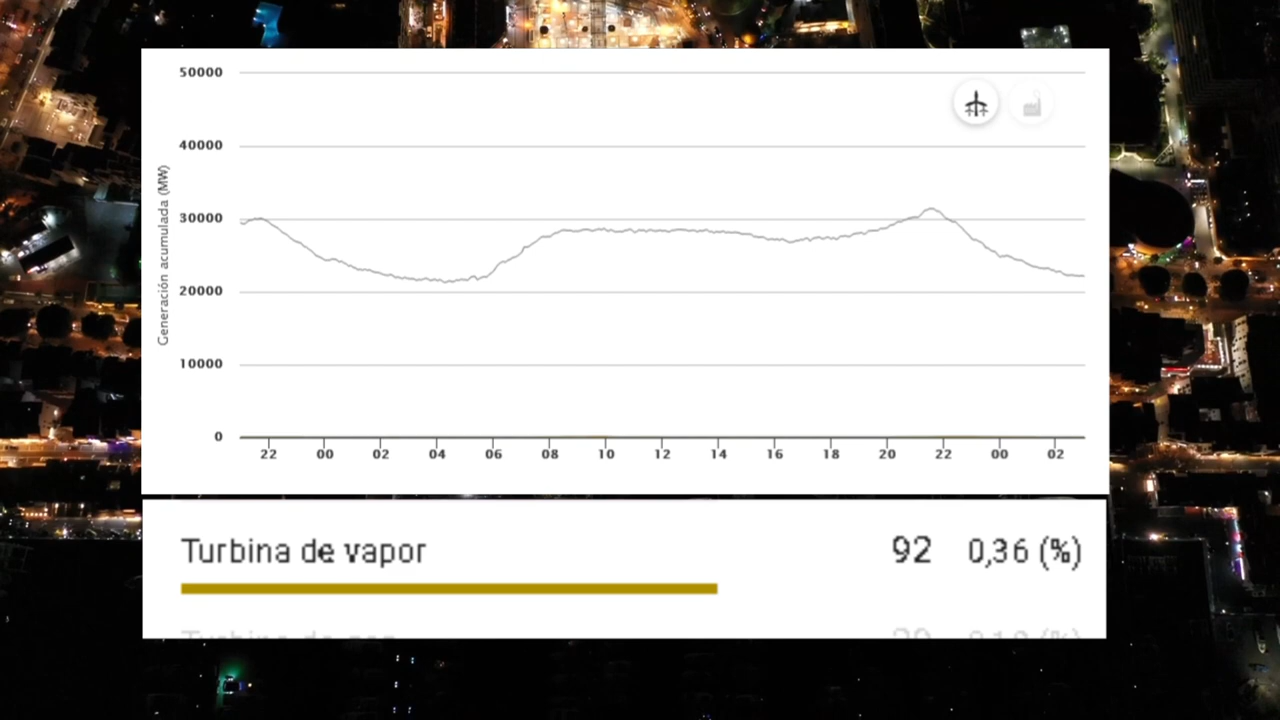 50000
40000
30000
20000
10000
0
Generación acumulada (MW)
22 00 02 04 06 08 10 12 14 16 18 20 22 00 02
Turbina de vapor 92 0,36 (%)